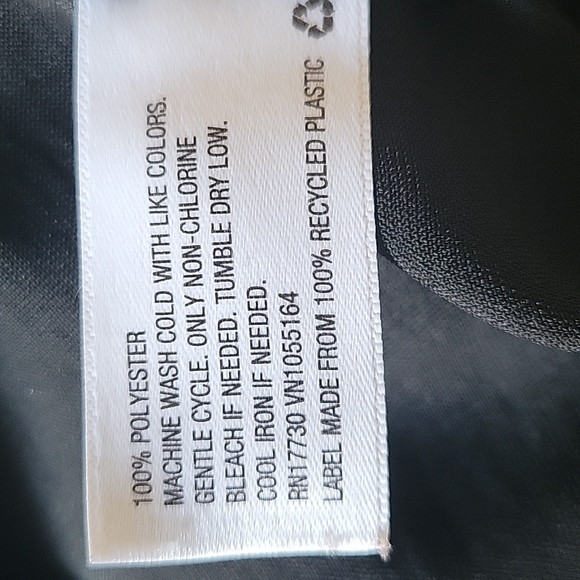 100% POLYESTER
MACHINE WASH COLD WITH LIKE COLORS.
GENTLE CYCLE. ONLY NON-CHLORINE
BLEACH IF NEEDED. TUMBLE DRY LOW.
COOL IRON IF NEEDED.
RN17730 VN1055164
LABEL MADE FROM 100% RECYCLED PLASTIC